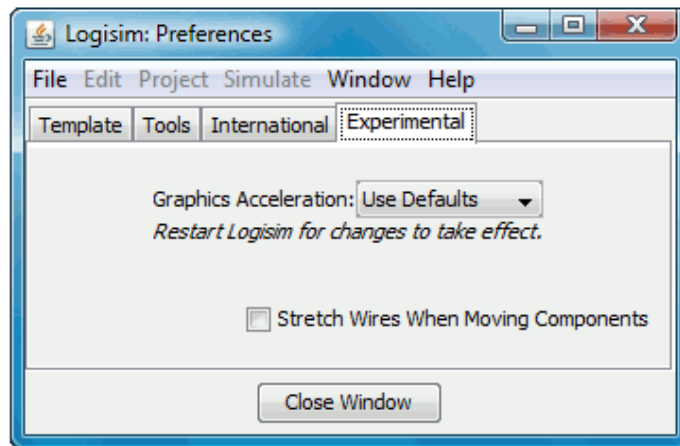 Logisim: Preferences
File Edit Project Simulate Window Help
Template Tools International Experimental
Graphics Acceleration: Use Defaults
Restart Logisim for changes to take effect.
Stretch Wires When Moving Components
Close Window